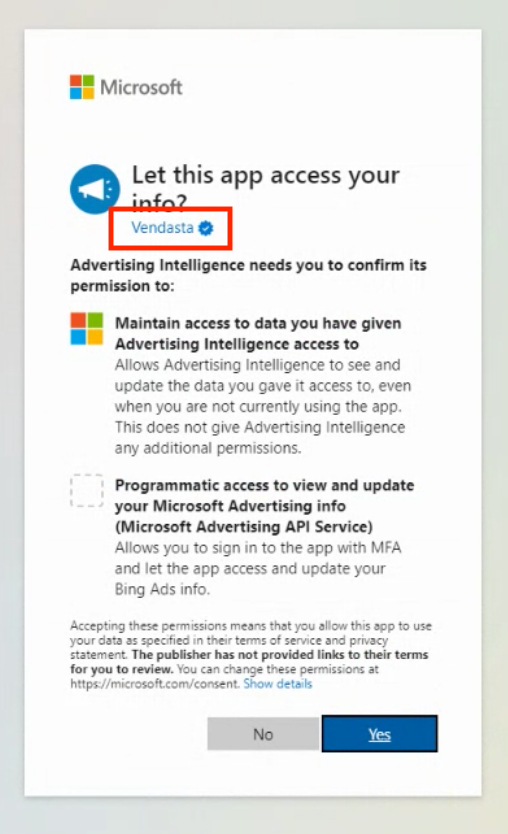 Microsoft
Let this app access your
info?
Vendasta
Advertising Intelligence needs you to confirm its
permission to:
Maintain access to data you have given
Advertising Intelligence access to
Allows Advertising Intelligence to see and
update the data you gave it access to, even
when you are not currently using the app.
This does not give Advertising Intelligence
any additional permissions.
Programmatic access to view and update
your Microsoft Advertising info
(Microsoft Advertising API Service)
Allows you to sign in to the app with MFA
and let the app access and update your
Bing Ads info.
Accepting these permissions means that you allow this app to use
your data as specified in their terms of service and privacy
statement. The publisher has not provided links to their terms
for you to review. You can change these permissions at
https://microsoft.com/consent. Show details
No
Yes